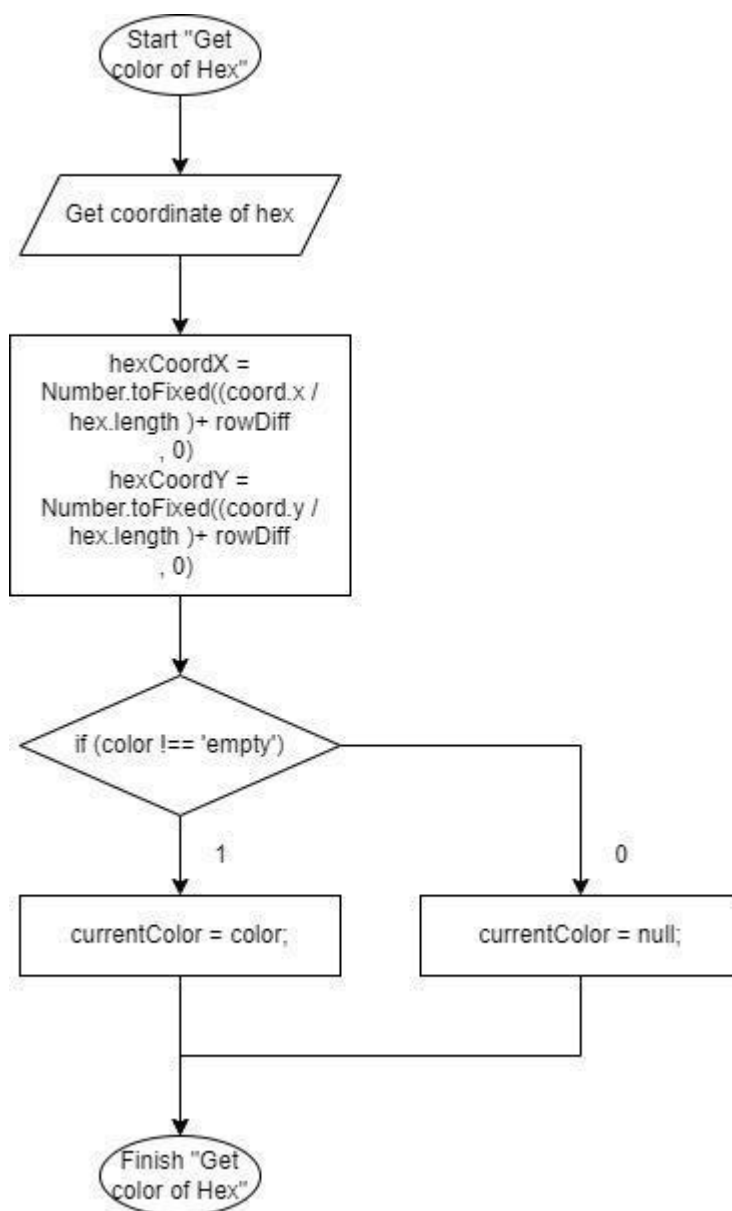 Start "Get
color of Hex"
Get coordinate of hex
hexCoordX =
Number.toFixed((coord.x /
hex.length )+ rowDiff
, 0)
hexCoordY =
Number.toFixed((coord.y /
hex.length )+ rowDiff
, 0)
if (color !== 'empty')
1
0
currentColor = color;
currentColor = null;
Finish "Get
color of Hex"